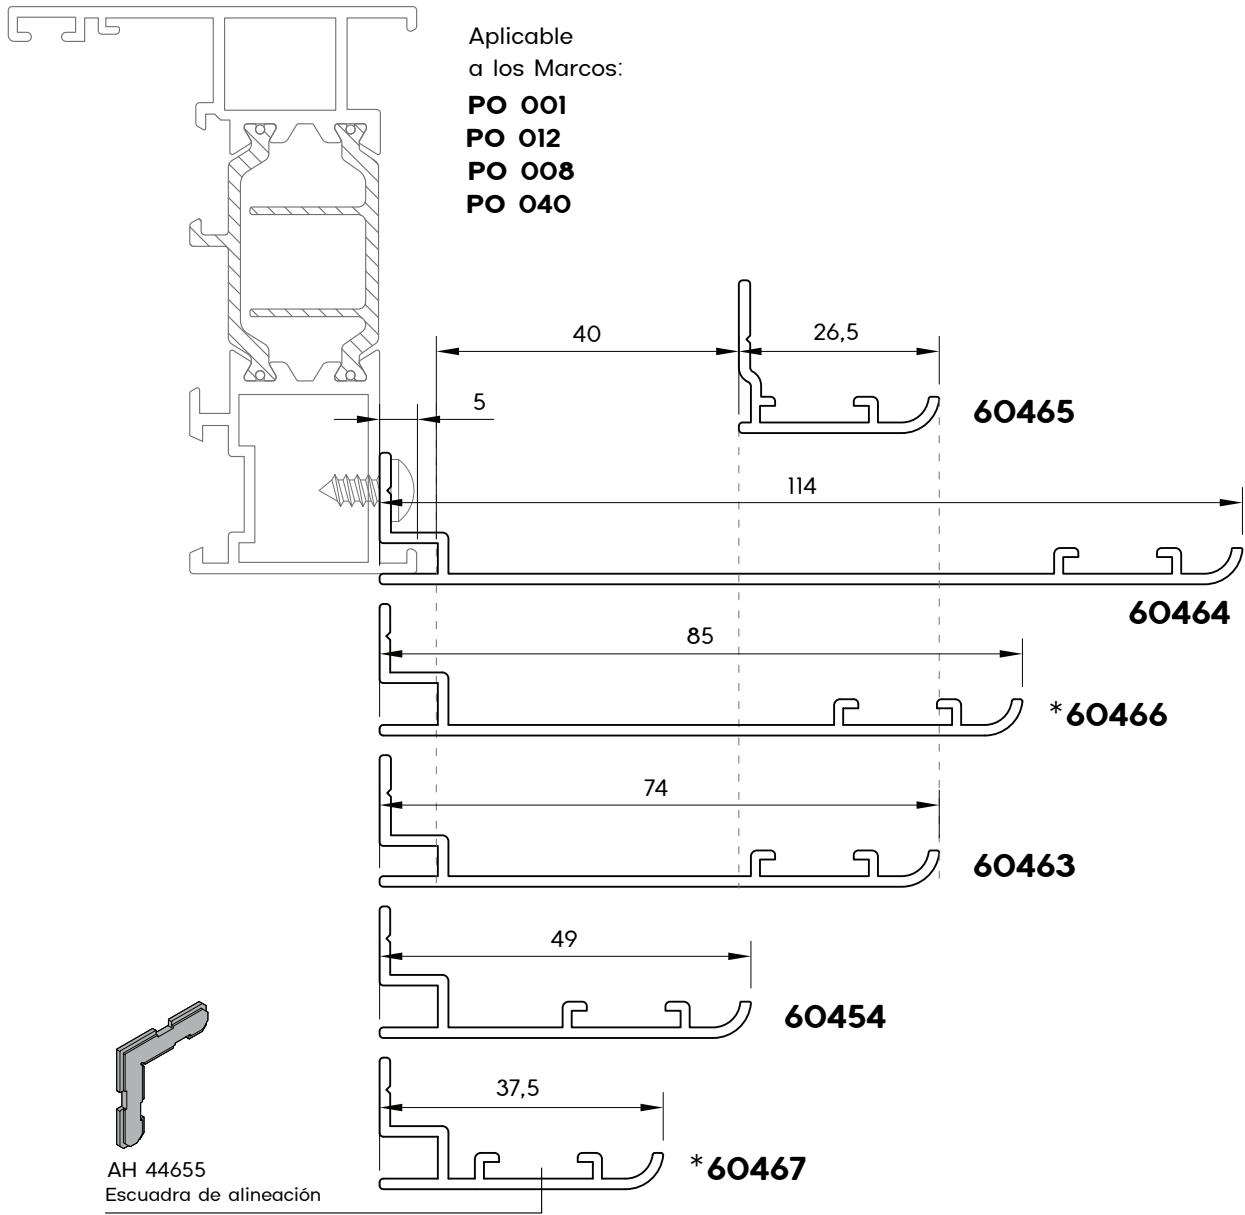 Aplicable
a los Marcos:
PO 001
PO 012
PO 008
PO 040
40
26,5
5
60465
114
60464
85
*60466
74
60463
49
60454
37,5
*60467
AH 44655
Escuadra de alineación